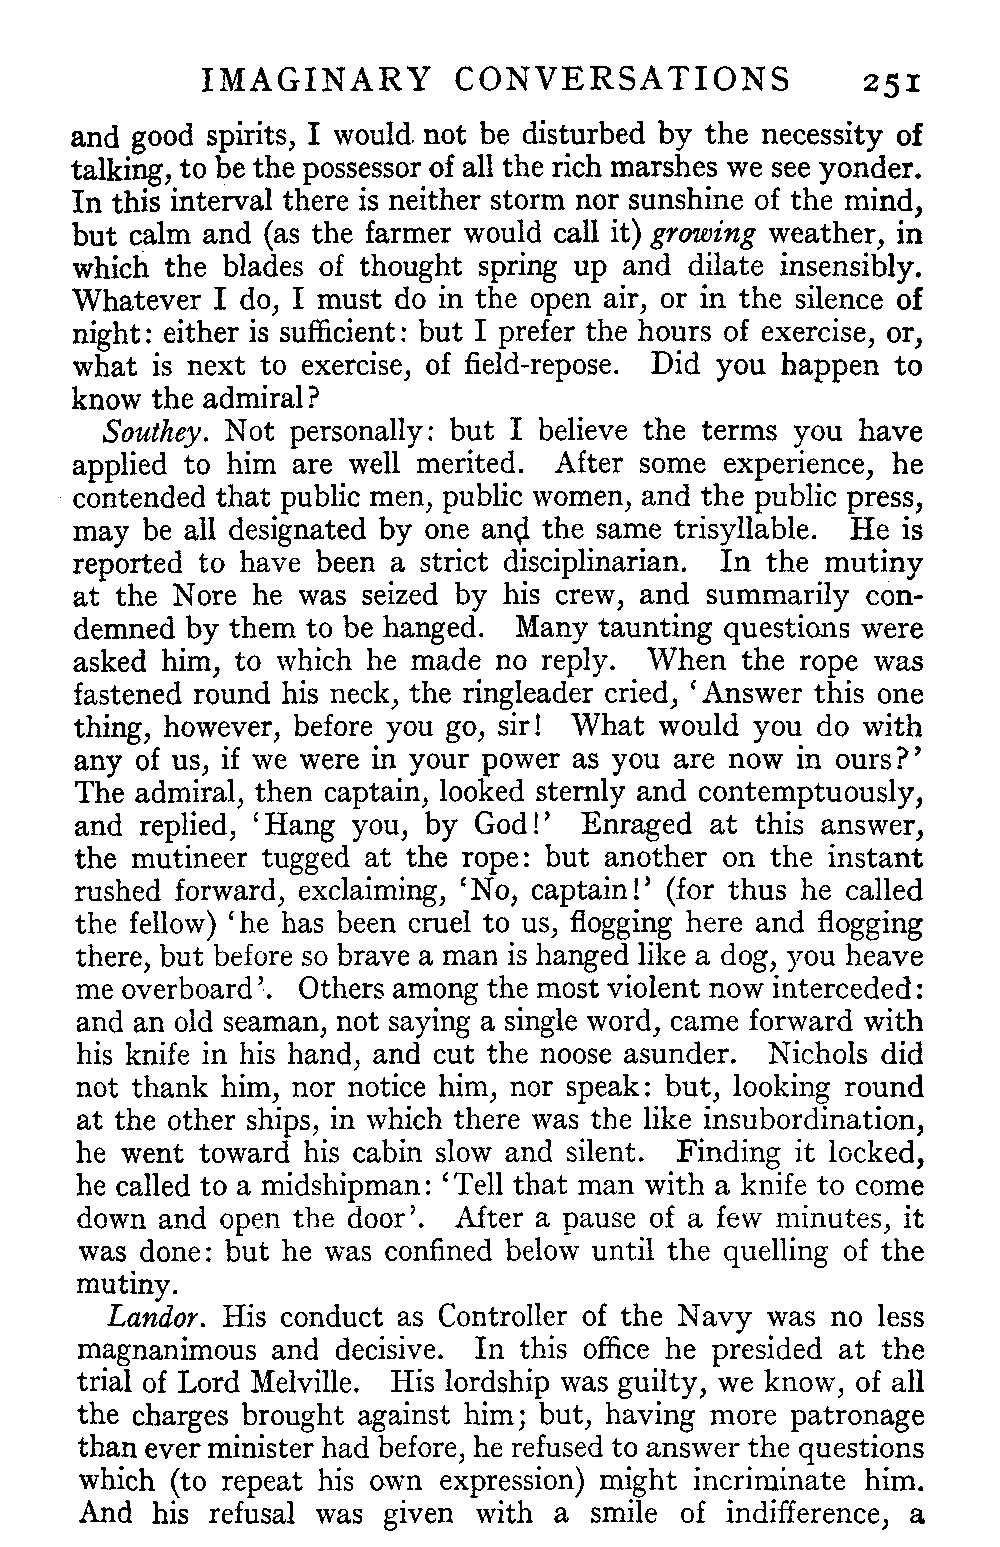 IMAGINARY CONVERSATIONS 251
and good spirits, I would not be disturbed by the necessity of
talking, to be the possessor of all the rich marshes we see yonder.
In this interval there is neither storm nor sunshine of the mind,
but calm and (as the farmer would call it) growing weather, in
which the blades of thought spring up and dilate insensibly.
Whatever I do, I must do in the open air, or in the silence of
night: either is sufficient: but I prefer the hours of exercise, or,
what is next to exercise, of field-repose. Did you happen to
know the admiral?
Southey. Not personally: but I believe the terms you have
applied to him are well merited. After some experience, he
contended that public men, public women, and the public press,
may be all designated by one and the same trisyllable. He is
reported to have been a strict disciplinarian. In the mutiny
at the Nore he was seized by his crew, and summarily con-
demned by them to be hanged. Many taunting questions were
asked him, to which he made no reply. When the rope was
fastened round his neck, the ringleader cried, 'Answer this one
thing, however, before you go, sir! What would you do with
any of us, if we were in your power as you are now in ours?'
The admiral, then captain, looked sternly and contemptuously,
and replied, 'Hang you, by God!' Enraged at this answer,
the mutineer tugged at the rope: but another on the instant
rushed forward, exclaiming, 'No, captain!' (for thus he called
the fellow) 'he has been cruel to us, flogging here and flogging
there, but before so brave a man is hanged like a dog, you heave
me overboard'. Others among the most violent now interceded:
and an old seaman, not saying a single word, came forward with
his knife in his hand, and cut the noose asunder. Nichols did
not thank him, nor notice him, nor speak: but, looking round
at the other ships, in which there was the like insubordination,
he went toward his cabin slow and silent. Finding it locked,
he called to a midshipman: 'Tell that man with a knife to come
down and open the door'. After a pause of a few minutes, it
was done: but he was confined below until the quelling of the
mutiny.
Landor. His conduct as Controller of the Navy was no less
magnanimous and decisive. In this office he presided at the
trial of Lord Melville. His lordship was guilty, we know, of all
the charges brought against him; but, having more patronage
than ever minister had before, he refused to answer the questions
which (to repeat his own expression) might incriminate him.
And his refusal was given with a smile of indifference, a